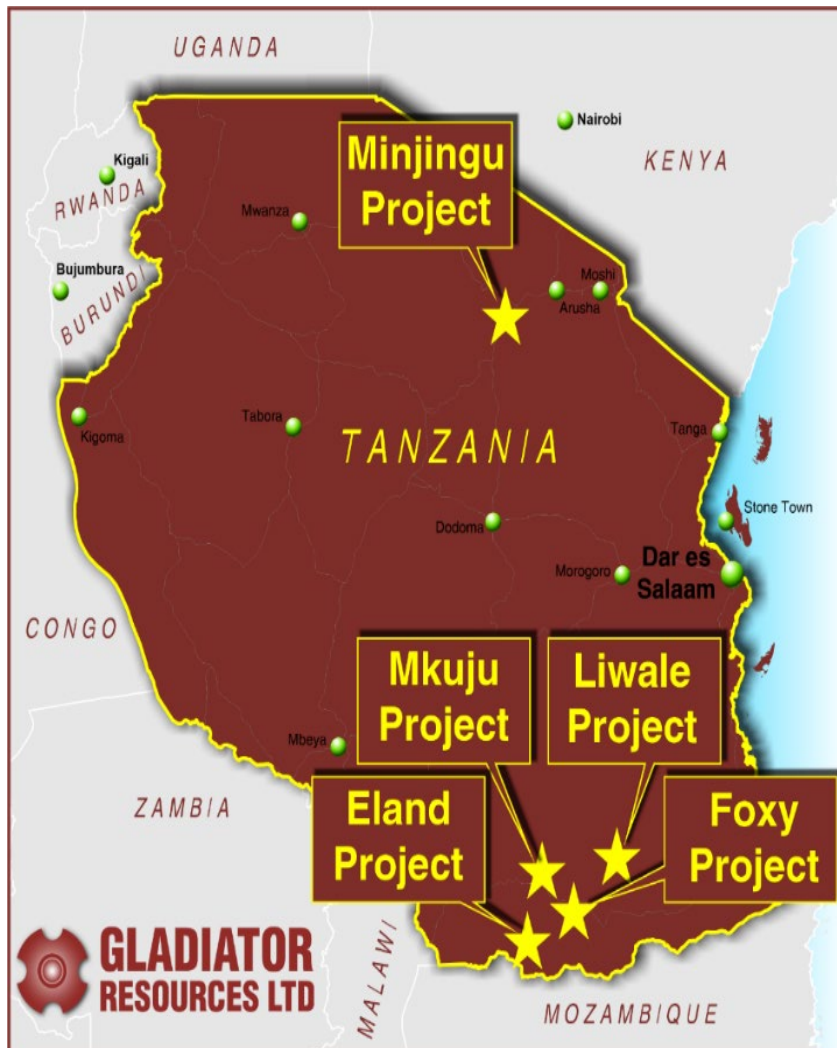 UGANDA
Nairobi
KENYA
Minjingu
Project
Kigali
RWANDA
Mwanza
Bujumbura
BURUNDI
Moshi
Arusha
Kigoma
Tabora
TANZANIA
Tanga
Stone Town
Dodoma
Morogoro
Dar es
Salaam
CONGO
Mkuju
Project
Liwale
Project
Mbeya
ZAMBIA
Eland
Project
Foxy
Project
GLADIATOR
RESOURCES LTD
MALAWI
MOZAMBIQUE